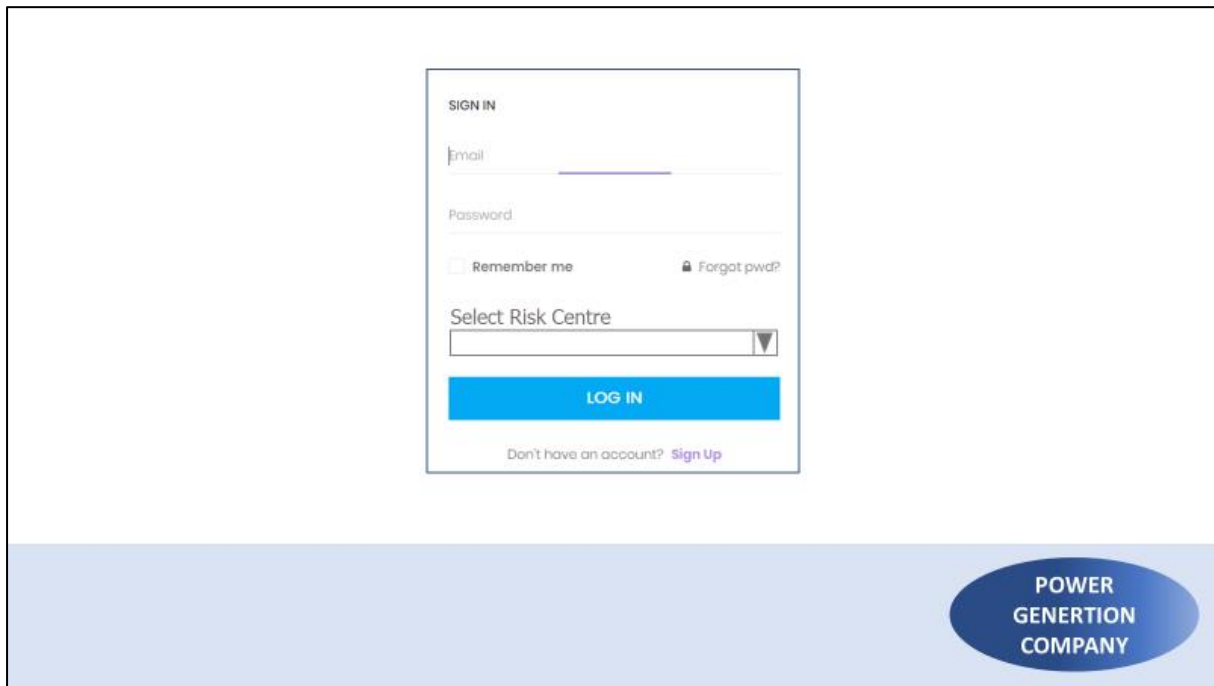 SIGN IN
Email
Password
Remember me Forgot pwd?
Select Risk Centre
LOG IN
Don't have an account? Sign Up
POWER
GENERTION
COMPANY